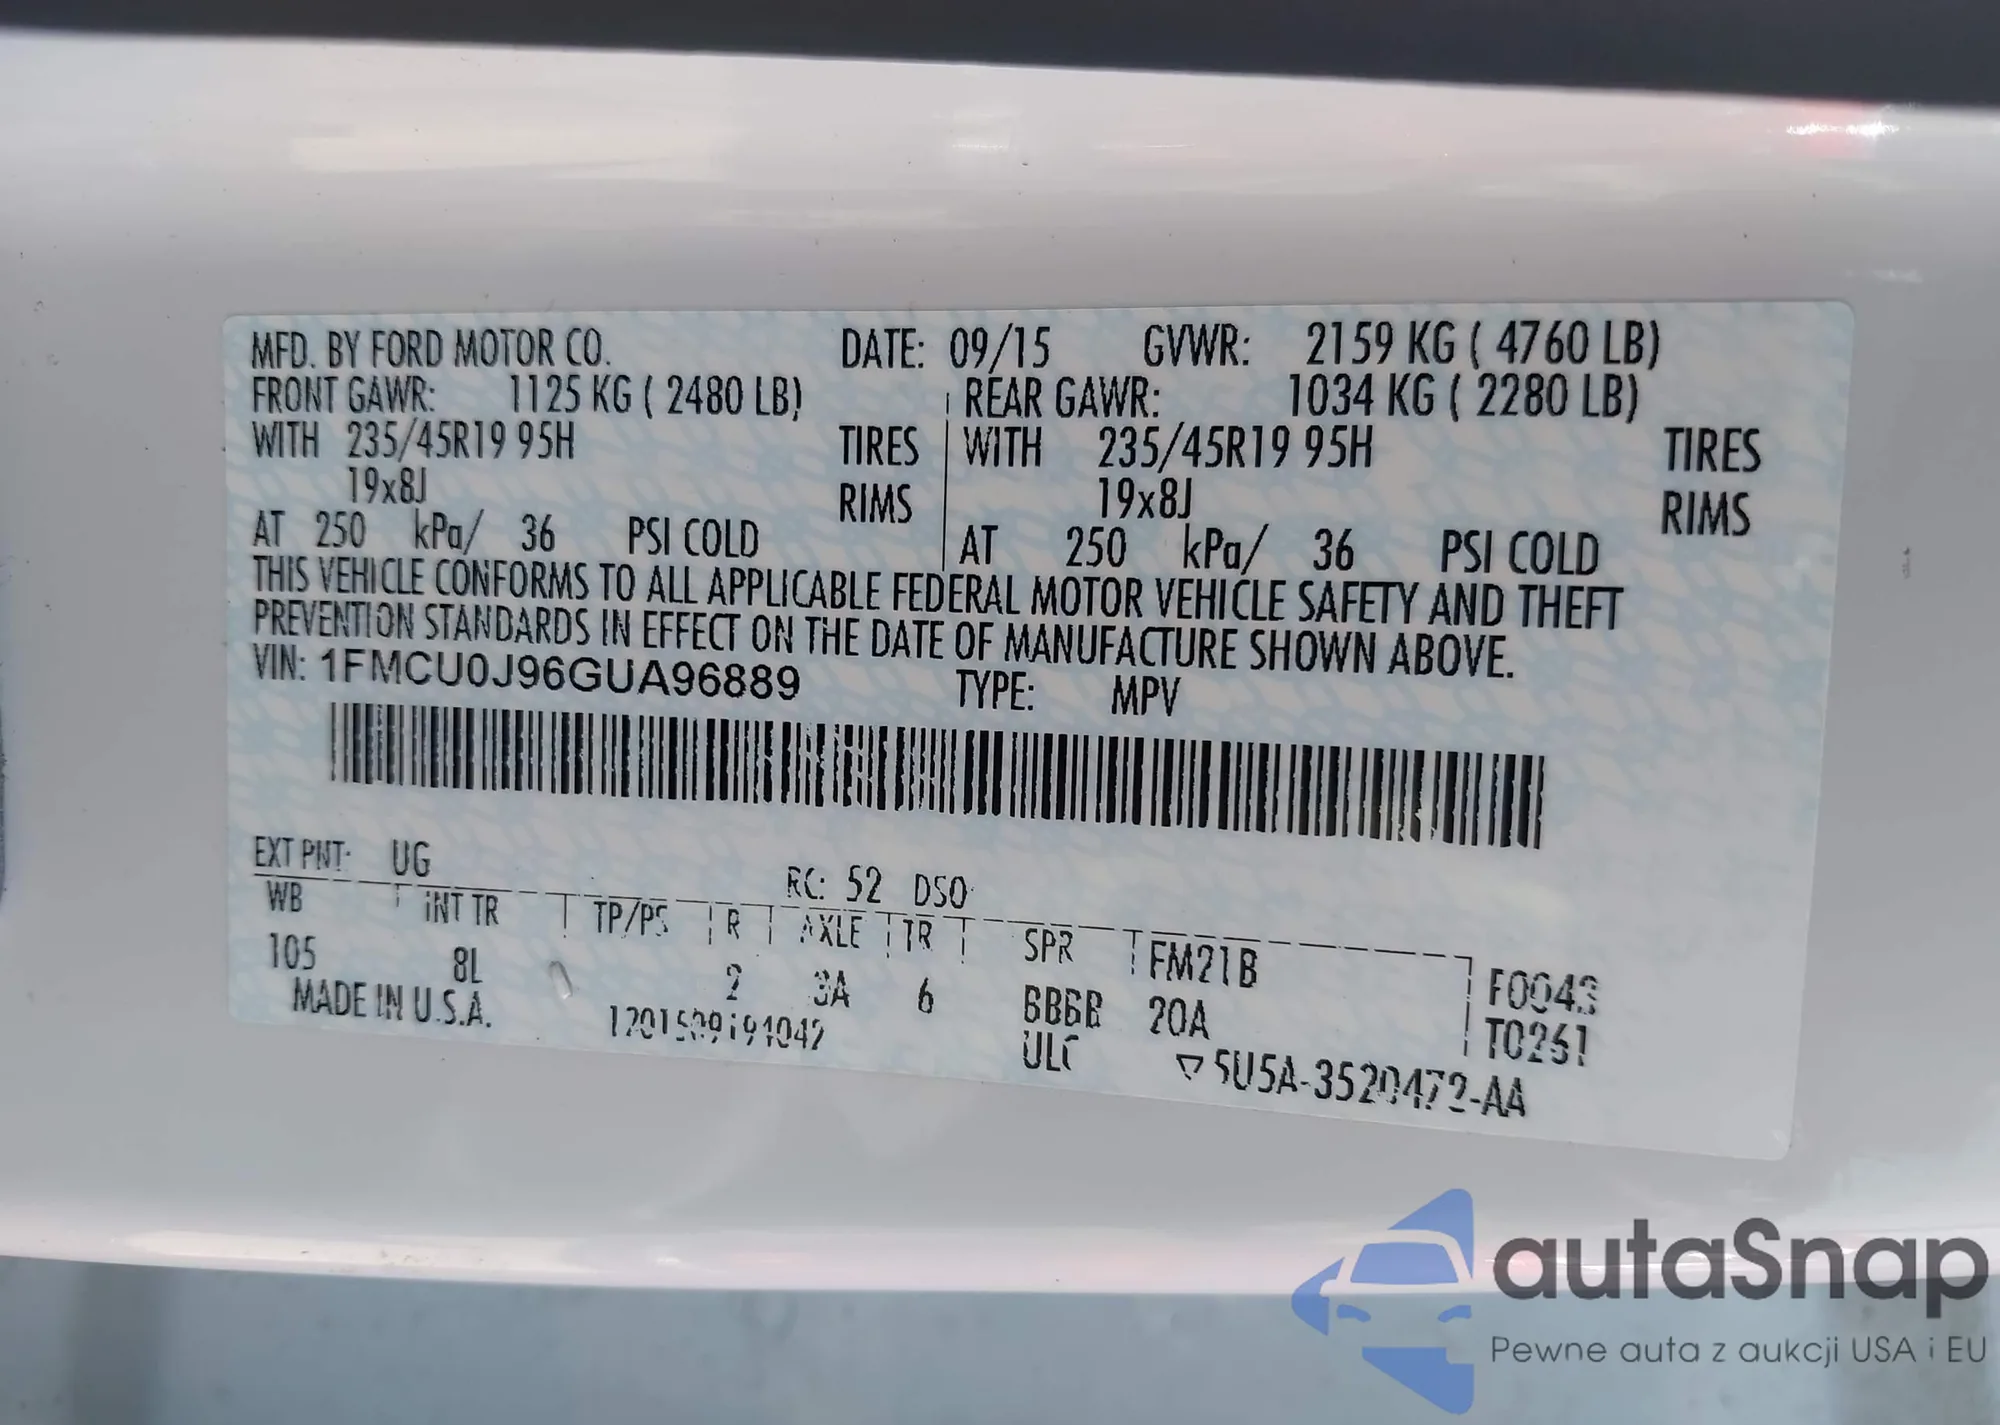 MFD. BY FORD MOTOR CO. DATE: 09/15 GVWR: 2159 KG ( 4760 LB)
FRONT GAWR: 1125 KG ( 2480 LB) REAR GAWR: 1034 KG ( 2280 LB)
WITH 235/45R19 95H TIRES WITH 235/45R19 95H TIRES
19x8J RIMS 19x8J RIMS
AT 250 kPa/ 36 PSI COLD AT 250 kPa/ 36 PSI COLD
THIS VEHICLE CONFORMS TO ALL APPLICABLE FEDERAL MOTOR VEHICLE SAFETY AND THEFT
PREVENTION STANDARDS IN EFFECT ON THE DATE OF MANUFACTURE SHOWN ABOVE.
VIN: 1FMCU0J96GUA96889 TYPE: MPV
EXT PNT: UG RC: 52 DSO:
WB INT TR TP/PS R AXLE TR SPR FM21B F0043
105 8L 2 3A 6 BBBB 20A T0261
MADE IN U.S.A. ULC ▽5U5A-3520472-AA
autaSnap
Pewne auta z aukcji USA i EU